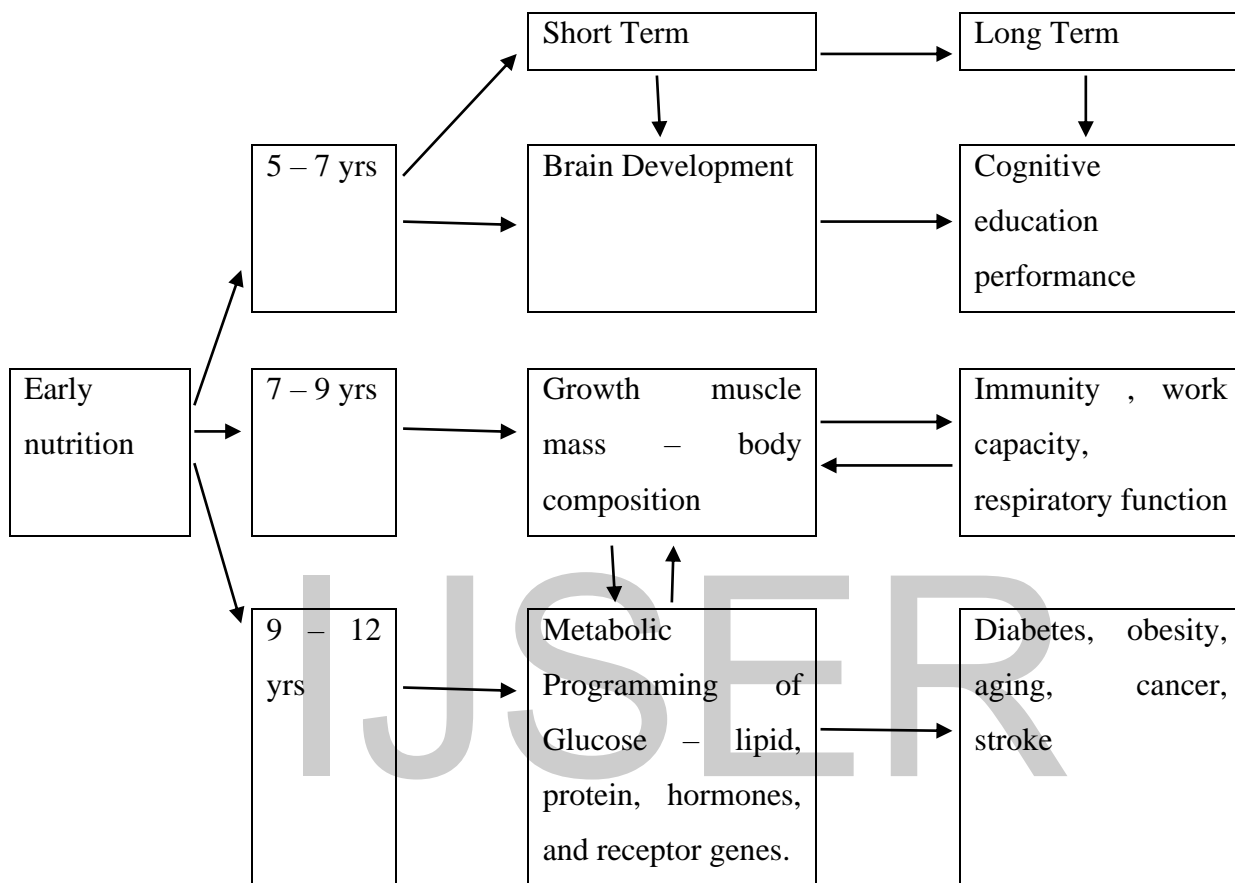 Short Term
Long Term
5 – 7 yrs
Brain Development
Cognitive
education
performance
Early
nutrition
7 – 9 yrs
Growth muscle
mass – body
composition
Immunity , work
capacity,
respiratory function
9 – 12
yrs
Metabolic
Programming of
Glucose – lipid,
protein, hormones,
and receptor genes.
Diabetes, obesity,
aging, cancer,
stroke
IJSER